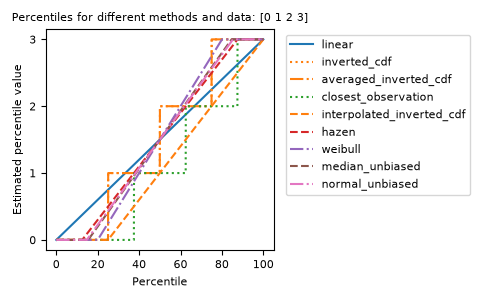 Percentiles for different methods and data: [0 1 2 3]
3
2
1
0
Estimated percentile value
0 20 40 60 80 100
Percentile
linear
inverted_cdf
averaged_inverted_cdf
closest_observation
interpolated_inverted_cdf
hazen
weibull
median_unbiased
normal_unbiased